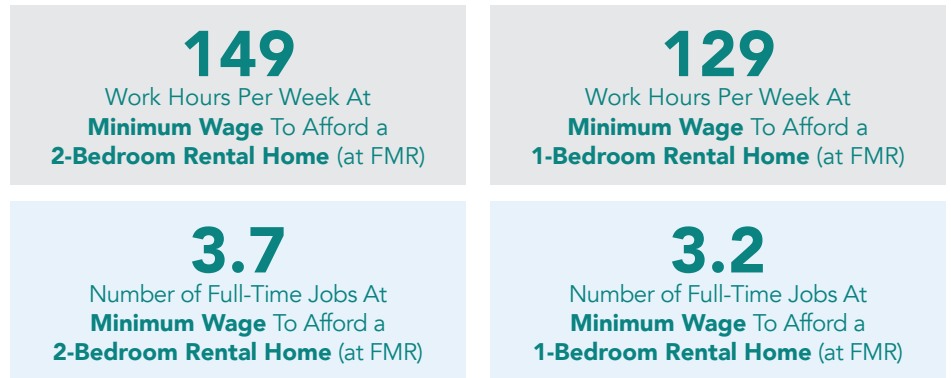 149
Work Hours Per Week At
Minimum Wage To Afford a
2-Bedroom Rental Home (at FMR)
129
Work Hours Per Week At
Minimum Wage To Afford a
1-Bedroom Rental Home (at FMR)
3.7
Number of Full-Time Jobs At
Minimum Wage To Afford a
2-Bedroom Rental Home (at FMR)
3.2
Number of Full-Time Jobs At
Minimum Wage To Afford a
1-Bedroom Rental Home (at FMR)